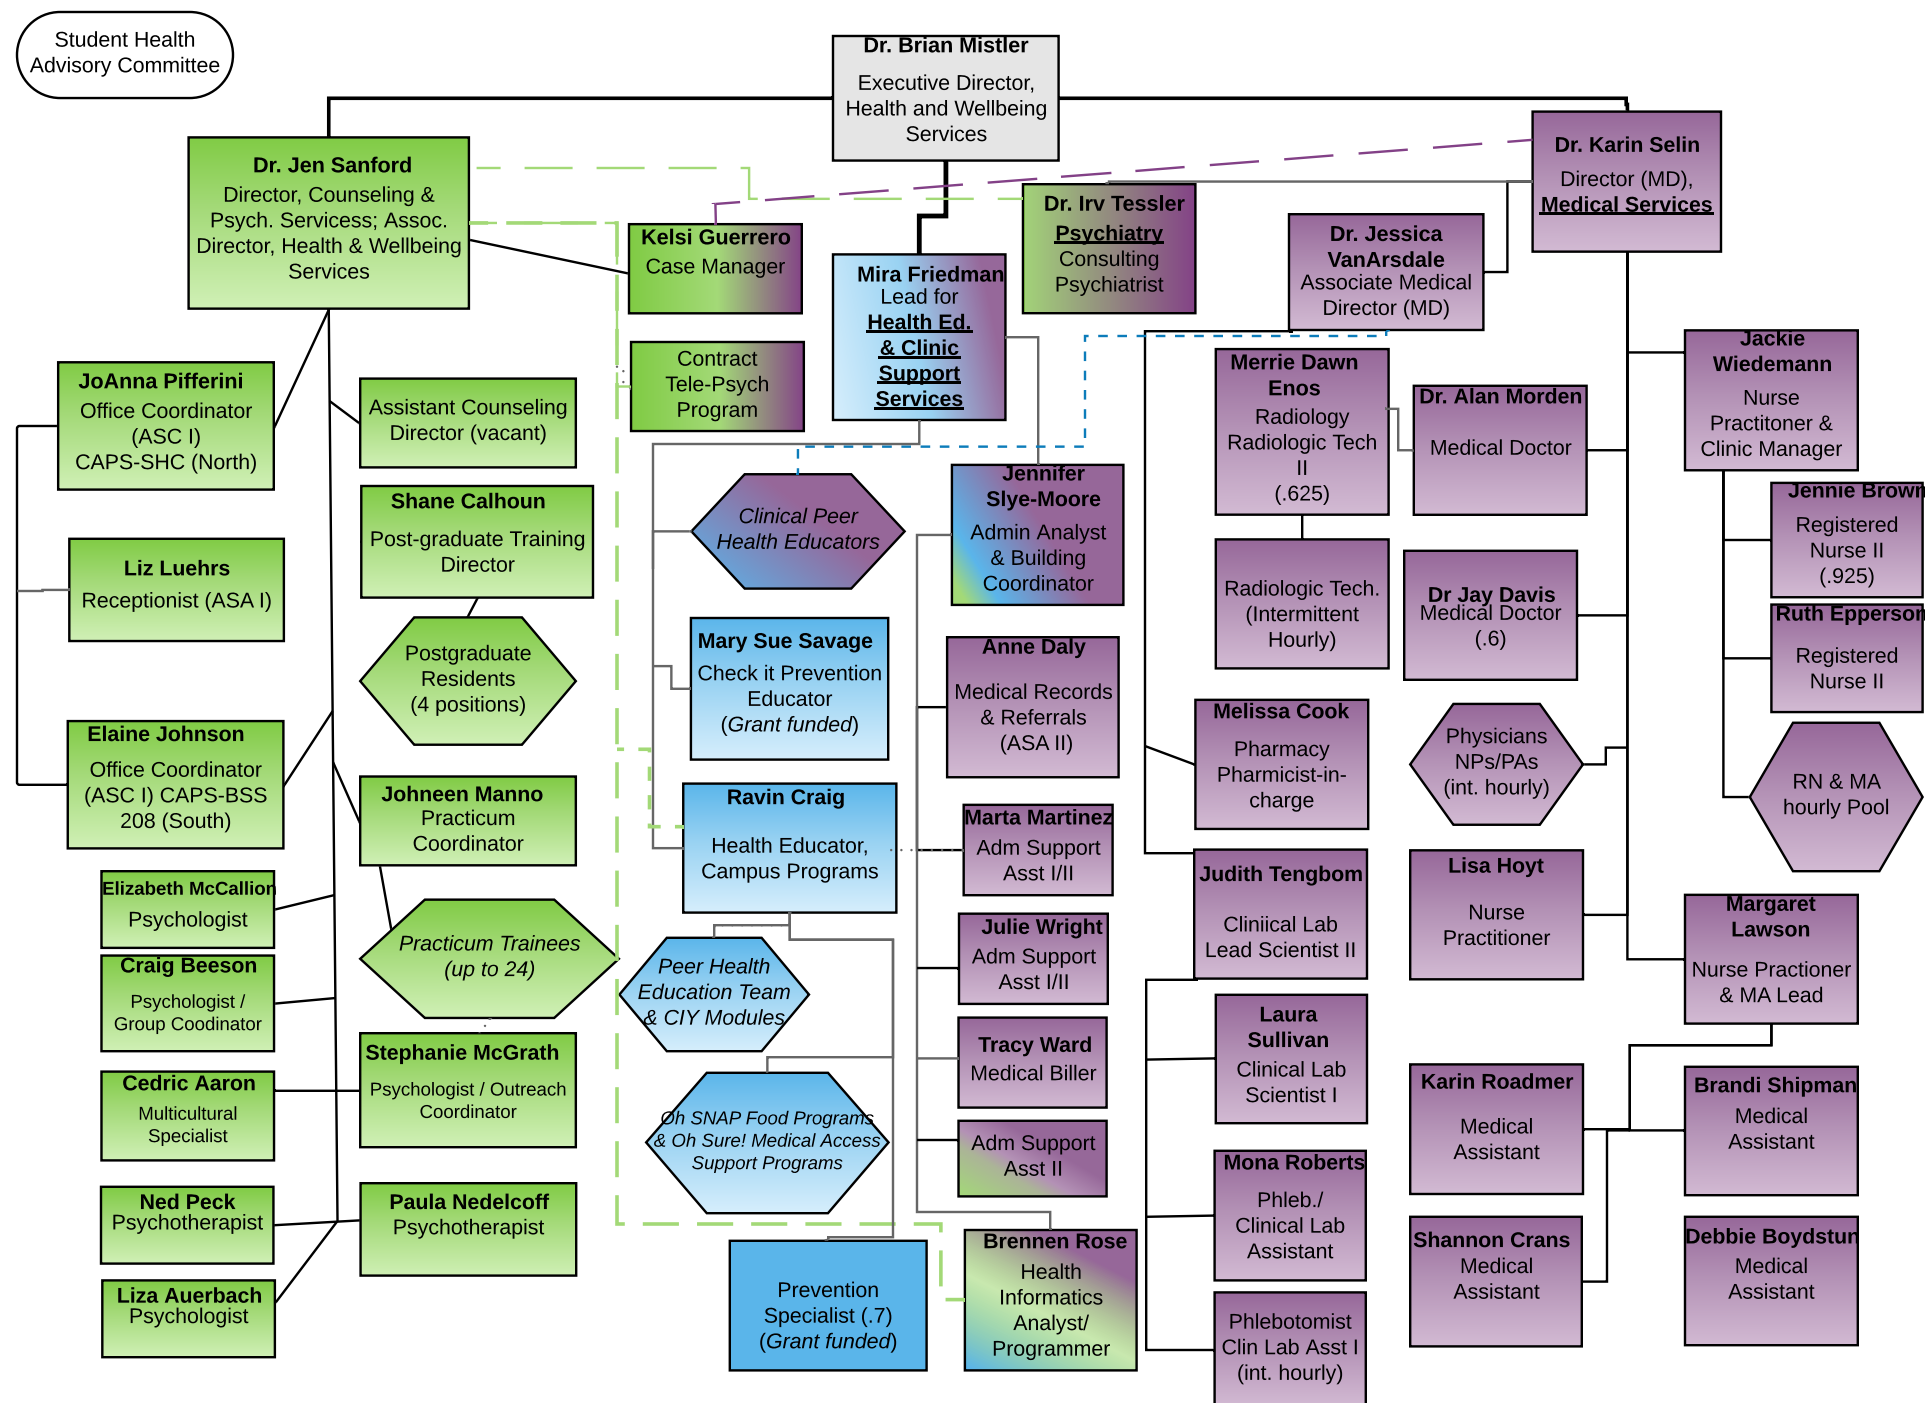 Student Health
Advisory Committee
Dr. Brian Mistler
Executive Director,
Health and Wellbeing
Services
Dr. Jen Sanford
Director, Counseling &
Psych. Servicess; Assoc.
Director, Health & Wellbeing
Services
Dr. Karin Selin
Director (MD),
Medical Services
Kelsi Guerrero
Case Manager
Dr. Irv Tessler
Psychiatry
Consulting
Psychiatrist
Dr. Jessica
VanArsdale
Associate Medical
Director (MD)
Mira Friedman
Lead for
Health Ed.
& Clinic
Support
Services
Contract
Tele-Psych
Program
JoAnna Pifferini
Office Coordinator
(ASC I)
CAPS-SHC (North)
Assistant Counseling
Director (vacant)
Merrie Dawn
Enos
Radiology
Radiologic Tech
II
(.625)
Dr. Alan Morden
Medical Doctor
Jackie
Wiedemann
Nurse
Practitoner &
Clinic Manager
Shane Calhoun
Post-graduate Training
Director
Clinical Peer
Health Educators
Jennifer
Slye-Moore
Admin Analyst
& Building
Coordinator
Jennie Brown
Registered
Nurse II
(.925)
Liz Luehrs
Receptionist (ASA I)
Radiologic Tech.
(Intermittent
Hourly)
Dr Jay Davis
Medical Doctor
(.6)
Ruth Epperson
Registered
Nurse II
Postgraduate
Residents
(4 positions)
Mary Sue Savage
Check it Prevention
Educator
(Grant funded)
Anne Daly
Medical Records
& Referrals
(ASA II)
Melissa Cook
Pharmacy
Pharmicist-in-
charge
Physicians
NPs/PAs
(int. hourly)
RN & MA
hourly Pool
Elaine Johnson
Office Coordinator
(ASC I) CAPS-BSS
208 (South)
Johneen Manno
Practicum
Coordinator
Ravin Craig
Health Educator,
Campus Programs
Marta Martinez
Adm Support
Asst I/II
Judith Tengbom
Cliniical Lab
Lead Scientist II
Lisa Hoyt
Nurse
Practitioner
Margaret
Lawson
Nurse Practioner
& MA Lead
Elizabeth McCallion
Psychologist
Practicum Trainees
(up to 24)
Peer Health
Education Team
& CIY Modules
Julie Wright
Adm Support
Asst I/II
Craig Beeson
Psychologist /
Group Coodinator
Laura
Sullivan
Clinical Lab
Scientist I
Stephanie McGrath
Psychologist / Outreach
Coordinator
Tracy Ward
Medical Biller
Cedric Aaron
Multicultural
Specialist
Oh SNAP Food Programs
& Oh Sure! Medical Access
Support Programs
Adm Support
Asst II
Karin Roadmer
Medical
Assistant
Brandi Shipman
Medical
Assistant
Mona Roberts
Phleb./
Clinical Lab
Assistant
Ned Peck
Psychotherapist
Paula Nedelcoff
Psychotherapist
Shannon Crans
Medical
Assistant
Debbie Boydstun
Medical
Assistant
Liza Auerbach
Psychologist
Prevention
Specialist (.7)
(Grant funded)
Brennen Rose
Health
Informatics
Analyst/
Programmer
Phlebotomist
Clin Lab Asst I
(int. hourly)